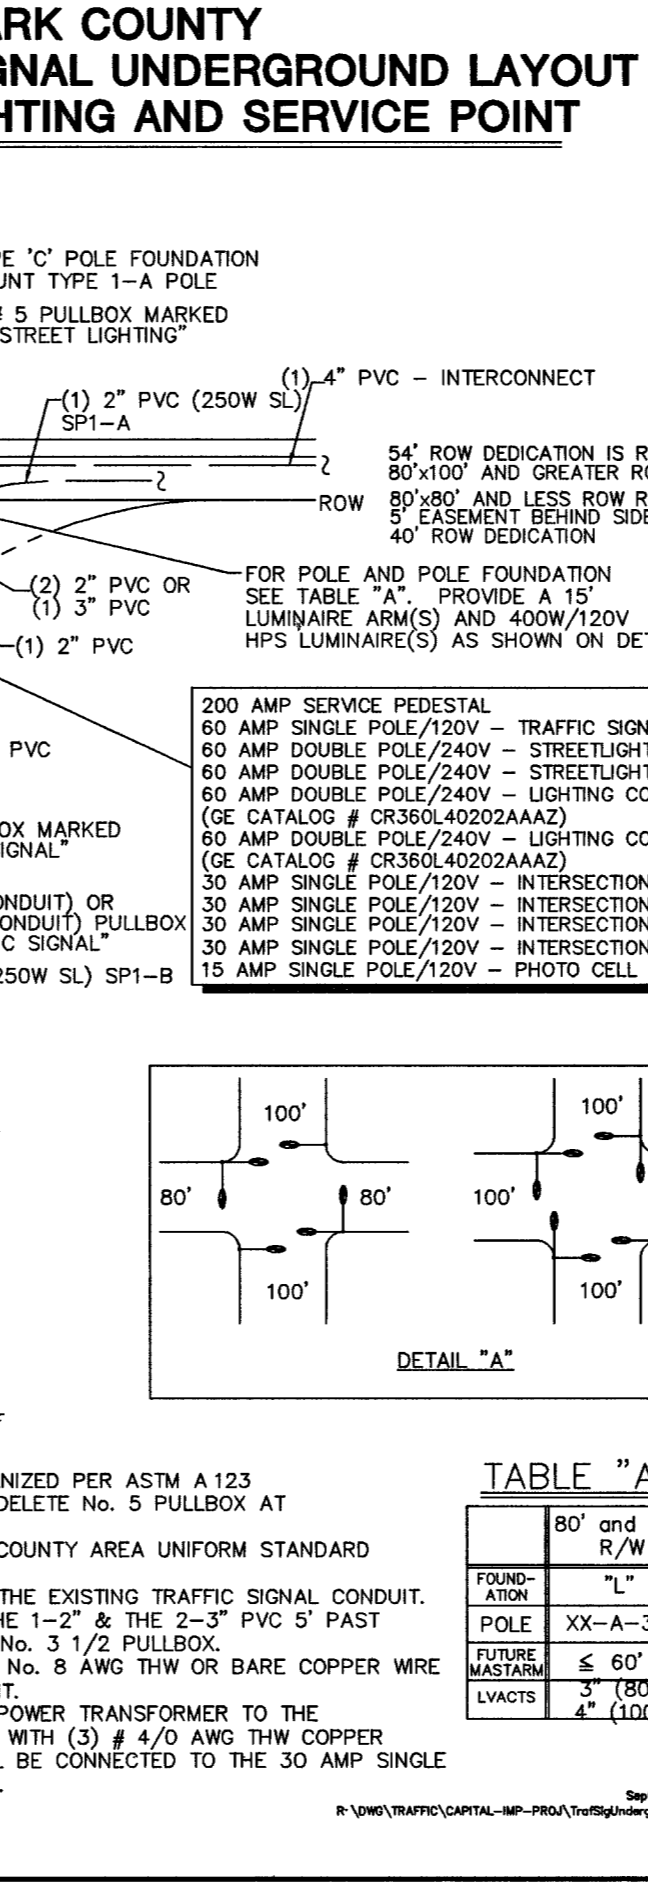 ARK COUNTY
GNAL UNDERGROUND LAYOUT
HTING AND SERVICE POINT
PE 'C' POLE FOUNDATION
UNT TYPE 1-A POLE
# 5 PULLBOX MARKED
STREET LIGHTING"
(1) 4" PVC - INTERCONNECT
(1) 2" PVC (250W SL)
SP1-A
54' ROW DEDICATION IS R
80'x100' AND GREATER RO
ROW
80'x80' AND LESS ROW R
5' EASEMENT BEHIND SIDE
40' ROW DEDICATION
(2) 2" PVC OR
(1) 3" PVC
(1) 2" PVC
FOR POLE AND POLE FOUNDATION
SEE TABLE "A". PROVIDE A 15'
LUMINAIRE ARM(S) AND 400W/120V
HPS LUMINAIRE(S) AS SHOWN ON DET
PVC
200 AMP SERVICE PEDESTAL
60 AMP SINGLE POLE/120V - TRAFFIC SIGN
60 AMP DOUBLE POLE/240V - STREETLIGHT
60 AMP DOUBLE POLE/240V - STREETLIGHT
60 AMP DOUBLE POLE/240V - LIGHTING CO
(GE CATALOG # CR360L40202AAAZ)
60 AMP DOUBLE POLE/240V - LIGHTING CO
(GE CATALOG # CR360L40202AAAZ)
30 AMP SINGLE POLE/120V - INTERSECTION
30 AMP SINGLE POLE/120V - INTERSECTION
30 AMP SINGLE POLE/120V - INTERSECTION
30 AMP SINGLE POLE/120V - INTERSECTION
15 AMP SINGLE POLE/120V - PHOTO CELL
OX MARKED
IGNAL"
ONDUIT) OR
ONDUIT) PULLBOX
C SIGNAL"
250W SL) SP1-B
100'
80'
80'
100'
100'
100'
100'
DETAIL "A"
NIZED PER ASTM A 123
DELETE No. 5 PULLBOX AT
COUNTY AREA UNIFORM STANDARD
THE EXISTING TRAFFIC SIGNAL CONDUIT.
HE 1-2" & THE 2-3" PVC 5' PAST
No. 3 1/2 PULLBOX.
No. 8 AWG THW OR BARE COPPER WIRE
IT.
POWER TRANSFORMER TO THE
WITH (3) # 4/0 AWG THW COPPER
L BE CONNECTED TO THE 30 AMP SINGLE
TABLE "A
80' and
R/W
FOUND-
ATION
"L"
POLE
XX-A-3
FUTURE
MASTARM
≤ 60'
LVACTS
3" (80
4" (100
Sep
R:\DWG\TRAFFIC\CAPITAL-IMP-PROJ\TrafSigUnderg